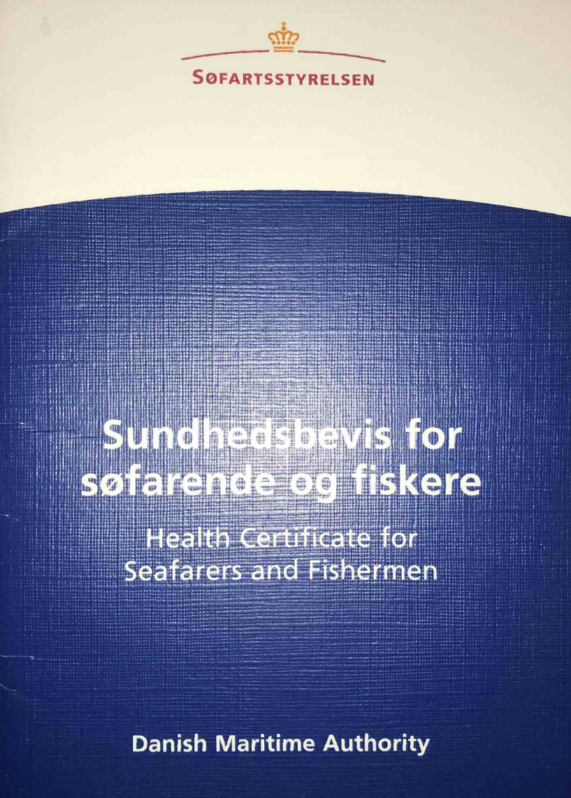 SØFARTSSTYRELSEN
Sundhedsbevis for
søfarende og fiskere
Health Certificate for
Seafarers and Fishermen
Danish Maritime Authority